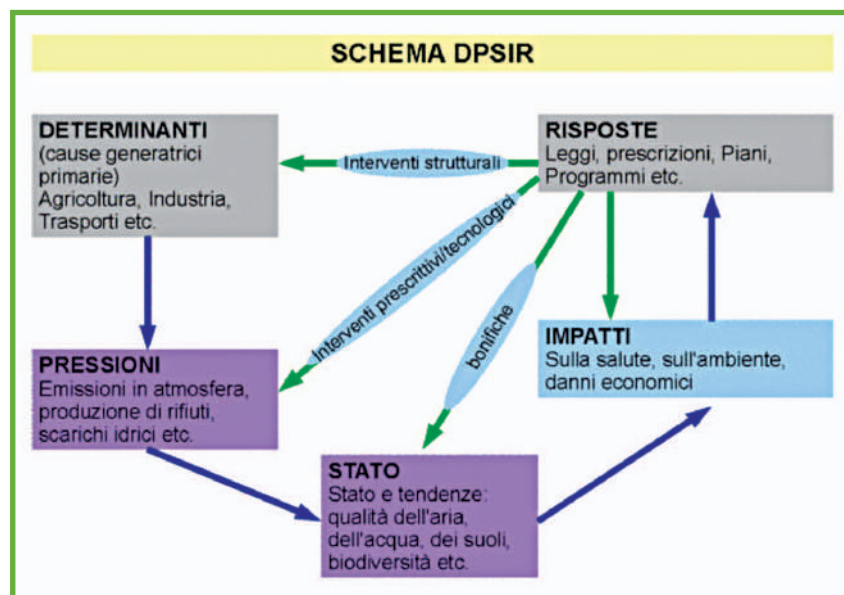 SCHEMA DPSIR
DETERMINANTI
(cause generatrici
primarie)
Agricoltura, Industria,
Trasporti etc.
Interventi strutturali
RISPOSTE
Leggi, prescrizioni, Piani,
Programmi etc.
Interventi prescrittivi/tecnologici
bonifiche
PRESSIONI
Emissioni in atmosfera,
produzione di rifiuti,
scarichi idrici etc.
IMPATTI
Sulla salute, sull'ambiente,
danni economici
STATO
Stato e tendenze:
qualità dell'aria,
dell'acqua, dei suoli,
biodiversità etc.